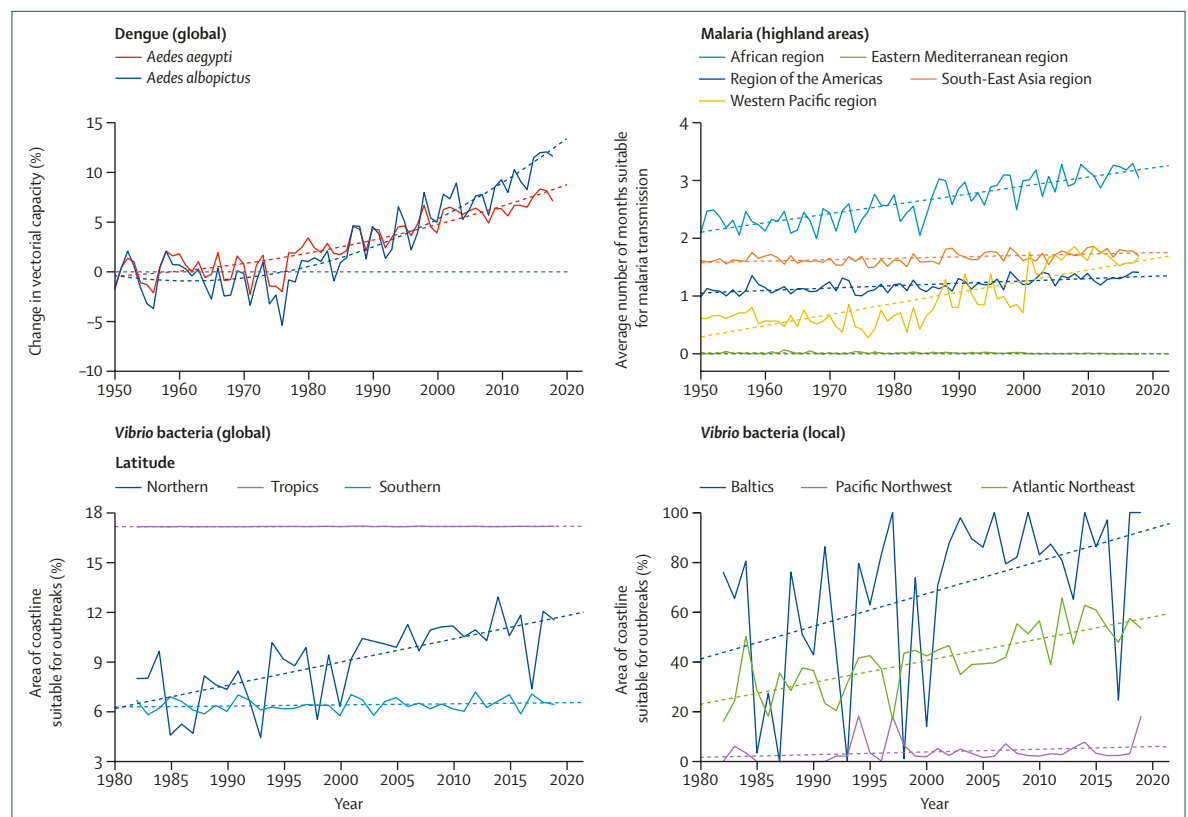 Dengue (global)
Aedes aegypti
Aedes albopictus
Change in vectorial capacity (%)
15
10
5
0
–5
–10
1950 1960 1970 1980 1990 2000 2010 2020
Malaria (highland areas)
African region Eastern Mediterranean region
Region of the Americas South-East Asia region
Western Pacific region
Average number of months suitable
for malaria transmission
4
3
2
1
0
1950 1960 1970 1980 1990 2000 2010 2020
Vibrio bacteria (global)
Latitude
Northern Tropics Southern
Area of coastline
suitable for outbreaks (%)
18
15
12
9
6
3
1980 1985 1990 1995 2000 2005 2010 2015 2020
Year
Vibrio bacteria (local)
Baltics Pacific Northwest Atlantic Northeast
Area of coastline
suitable for outbreaks (%)
100
80
60
40
20
0
1980 1985 1990 1995 2000 2005 2010 2015 2020
Year